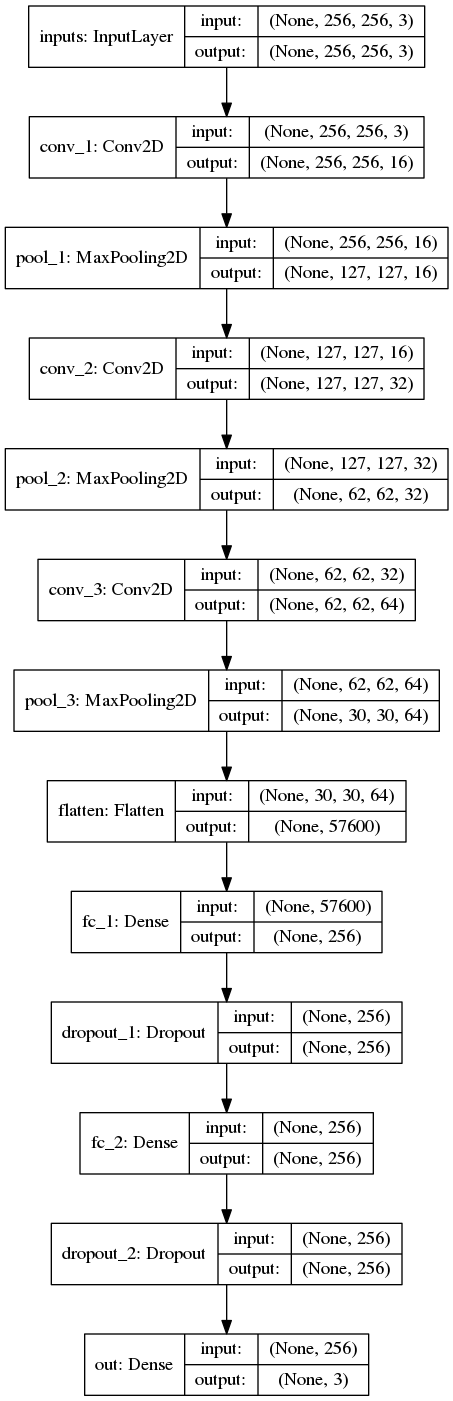 inputs: InputLayer
input: (None, 256, 256, 3)
output: (None, 256, 256, 3)
conv_1: Conv2D
input: (None, 256, 256, 3)
output: (None, 256, 256, 16)
pool_1: MaxPooling2D
input: (None, 256, 256, 16)
output: (None, 127, 127, 16)
conv_2: Conv2D
input: (None, 127, 127, 16)
output: (None, 127, 127, 32)
pool_2: MaxPooling2D
input: (None, 127, 127, 32)
output: (None, 62, 62, 32)
conv_3: Conv2D
input: (None, 62, 62, 32)
output: (None, 62, 62, 64)
pool_3: MaxPooling2D
input: (None, 62, 62, 64)
output: (None, 30, 30, 64)
flatten: Flatten
input: (None, 30, 30, 64)
output: (None, 57600)
fc_1: Dense
input: (None, 57600)
output: (None, 256)
dropout_1: Dropout
input: (None, 256)
output: (None, 256)
fc_2: Dense
input: (None, 256)
output: (None, 256)
dropout_2: Dropout
input: (None, 256)
output: (None, 256)
out: Dense
input: (None, 256)
output: (None, 3)